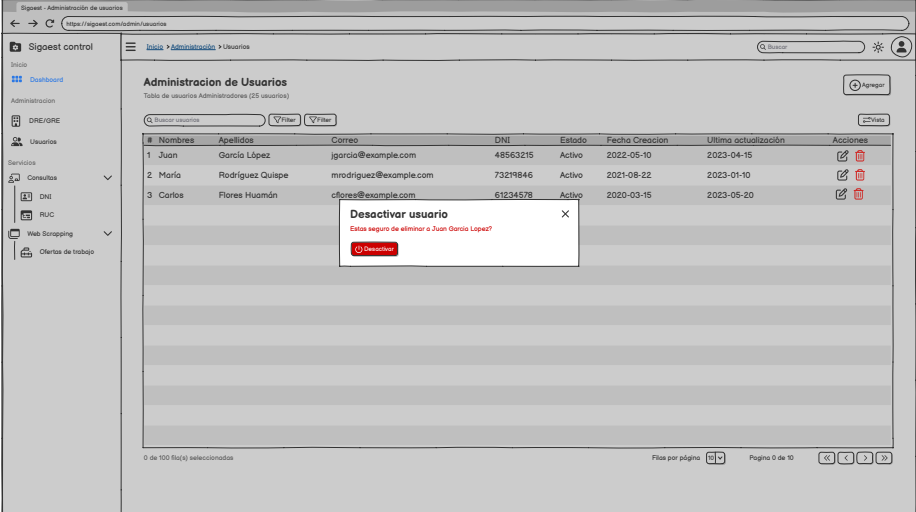 Sigaest - Administración de usuarios
https://sigaest.com/admin/usuarios
Sigaest control
Inicio > Administración > Usuarios
Buscar
Inicio
Dashboard
Administracion
DRE/GRE
Usuarios
Servicios
Consultas
DNI
RUC
Web Scrapping
Ofertas de trabajo
Administracion de Usuarios
Tabla de usuarios Administradores (25 usuarios)
Agregar
Buscar usuarios
Filter
Filter
Vista
# Nombres Apellidos Correo DNI Estado Fecha Creacion Ultima actualización Acciones
1 Juan García López jgarcia@example.com 48563215 Activo 2022-05-10 2023-04-15
2 María Rodríguez Quispe mrodriguez@example.com 73219846 Activo 2021-08-22 2023-01-10
3 Carlos Flores Huamán cflores@example.com 61234578 Activo 2020-03-15 2023-05-20
Desactivar usuario
Estas seguro de eliminar a Juan Garcia Lopez?
Desactivar
0 de 100 fila(s) seleccionadas
Filas por página 10
Pagina 0 de 10